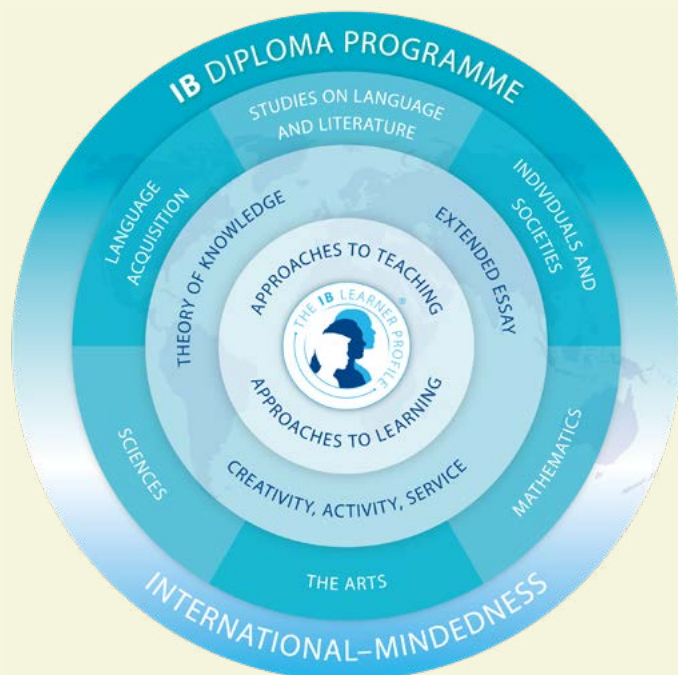 IB DIPLOMA PROGRAMME
STUDIES ON LANGUAGE
AND LITERATURE
LANGUAGE
ACQUISITION
INDIVIDUALS AND
SOCIETIES
THEORY OF KNOWLEDGE
EXTENDED ESSAY
APPROACHES TO TEACHING
THE IB LEARNER PROFILE ®
APPROACHES TO LEARNING
CREATIVITY, ACTIVITY, SERVICE
SCIENCES
MATHEMATICS
THE ARTS
INTERNATIONAL–MINDEDNESS